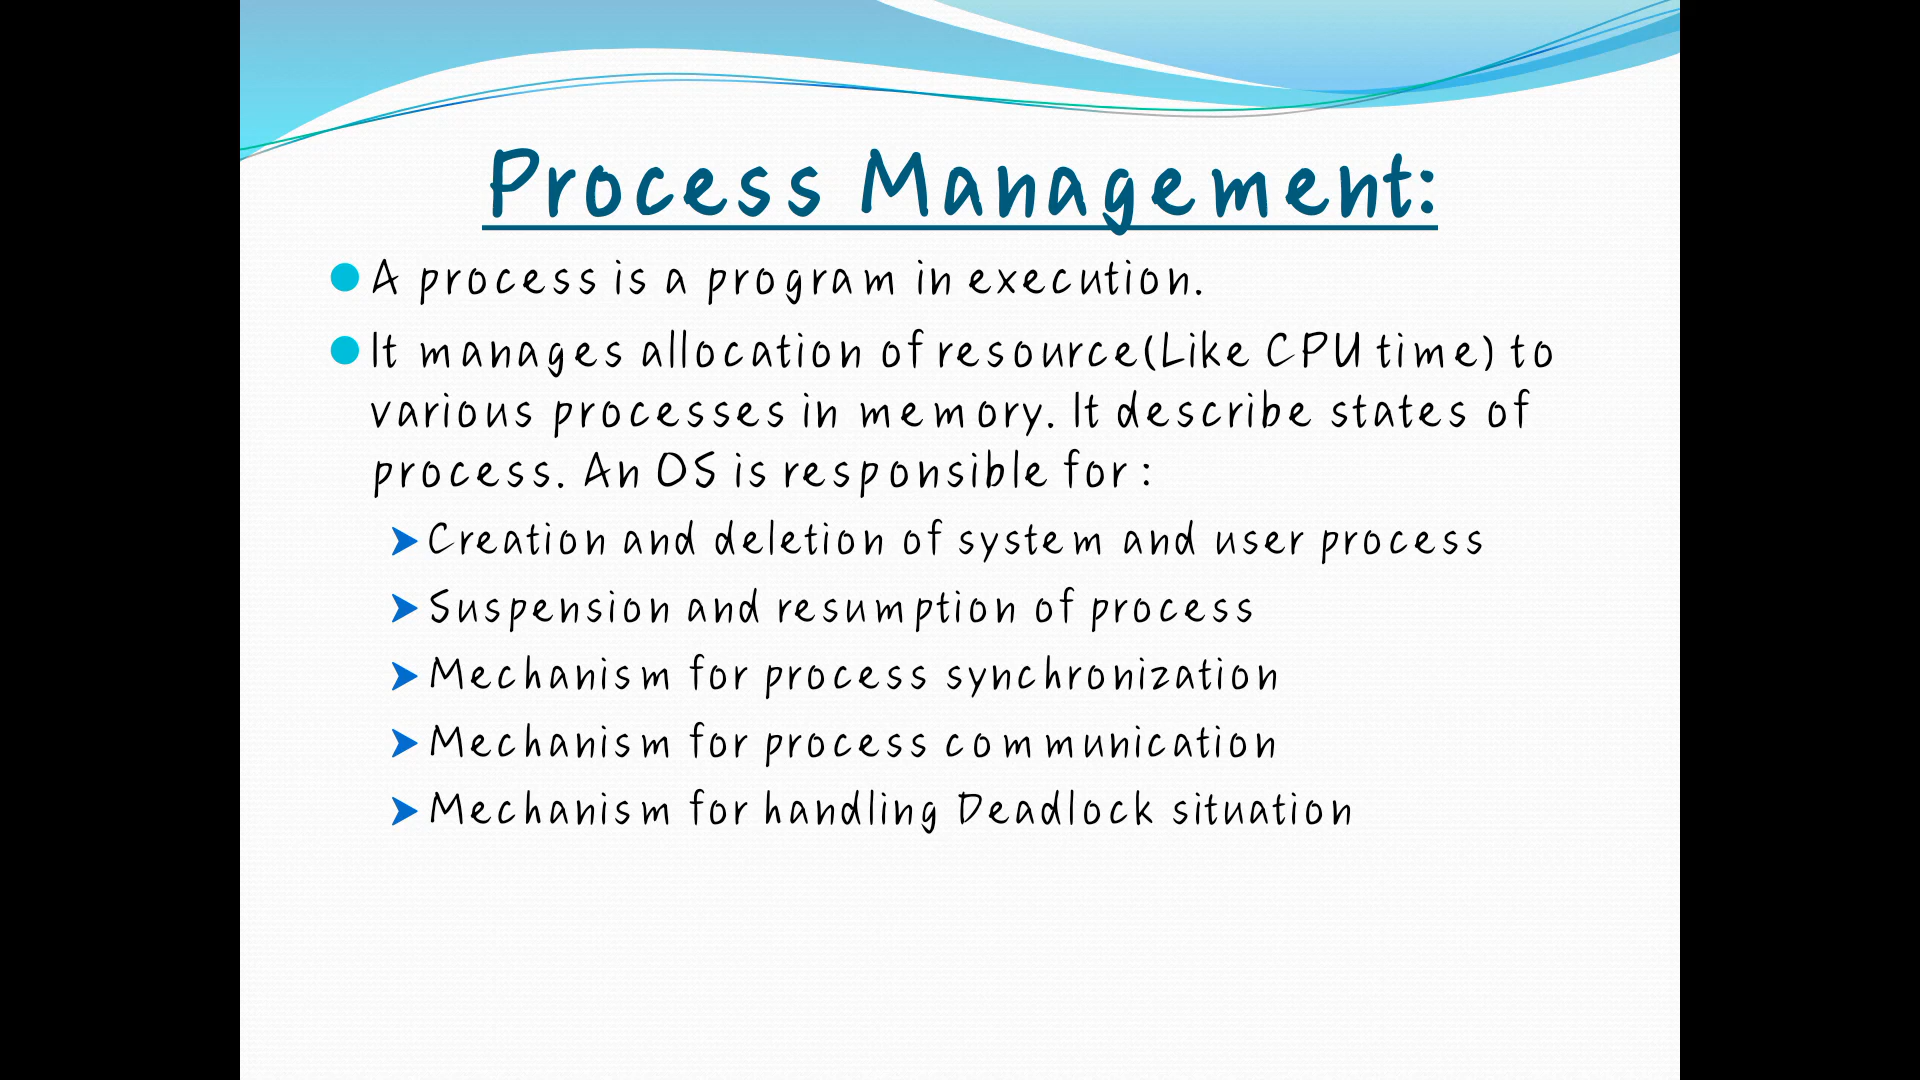 Process Management:
A process is a program in execution.
It manages allocation of resource(Like CPU time) to
various processes in memory. It describe states of
process. An OS is responsible for :
Creation and deletion of system and user process
Suspension and resumption of process
Mechanism for process synchronization
Mechanism for process communication
Mechanism for handling Deadlock situation